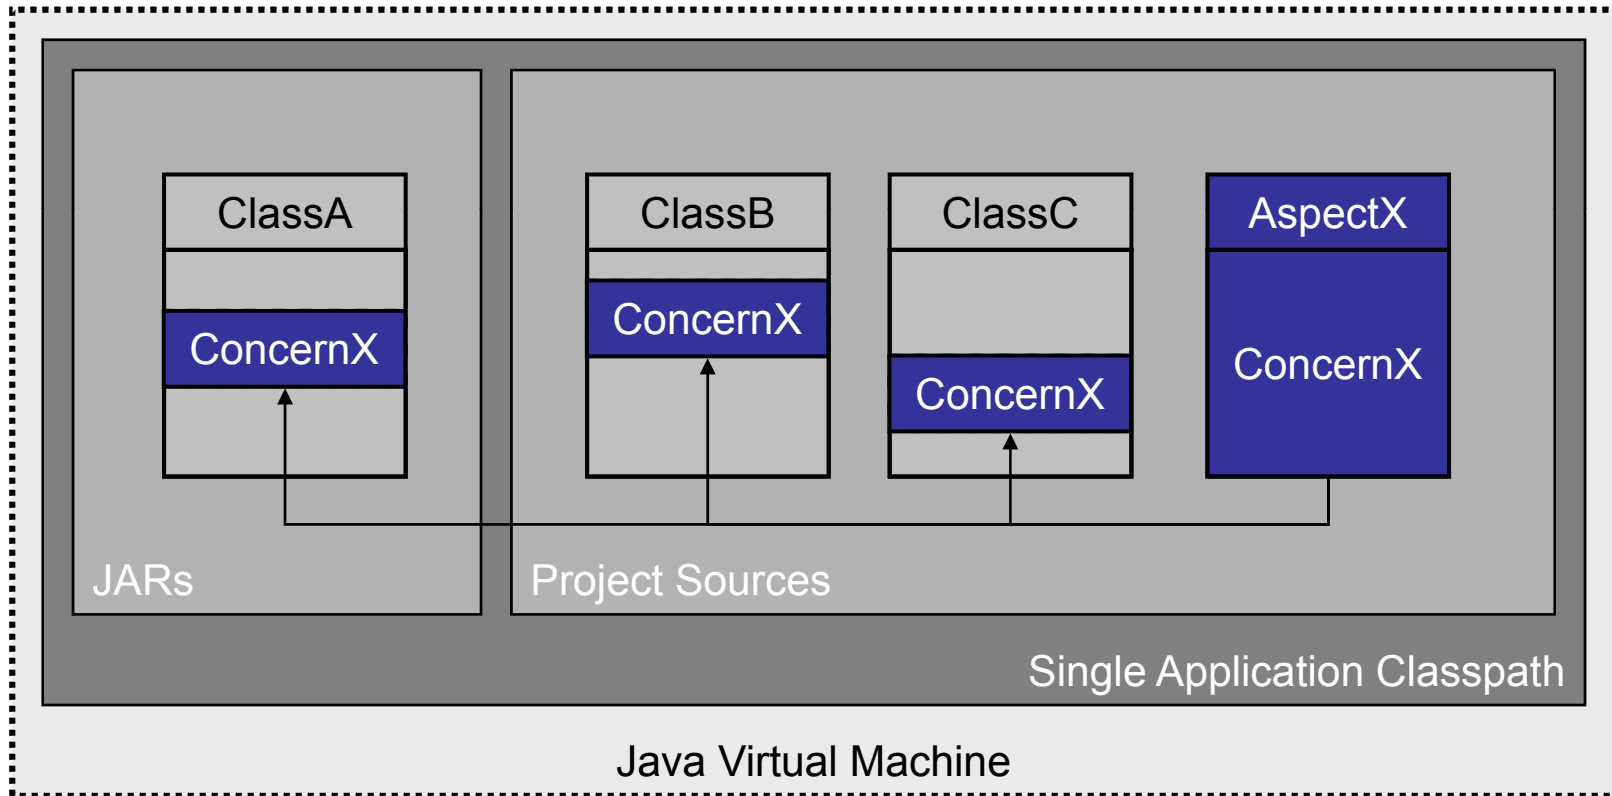 ClassA
ClassB
ClassC
AspectX
ConcernX
ConcernX
ConcernX
ConcernX
JARs
Project Sources
Single Application Classpath
Java Virtual Machine